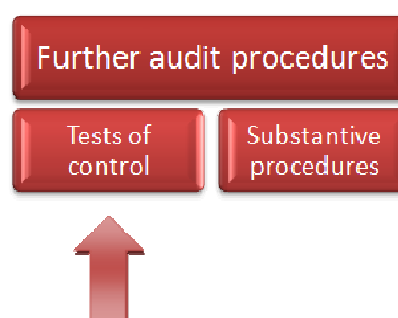 Further audit procedures
Tests of
control
Substantive
procedures